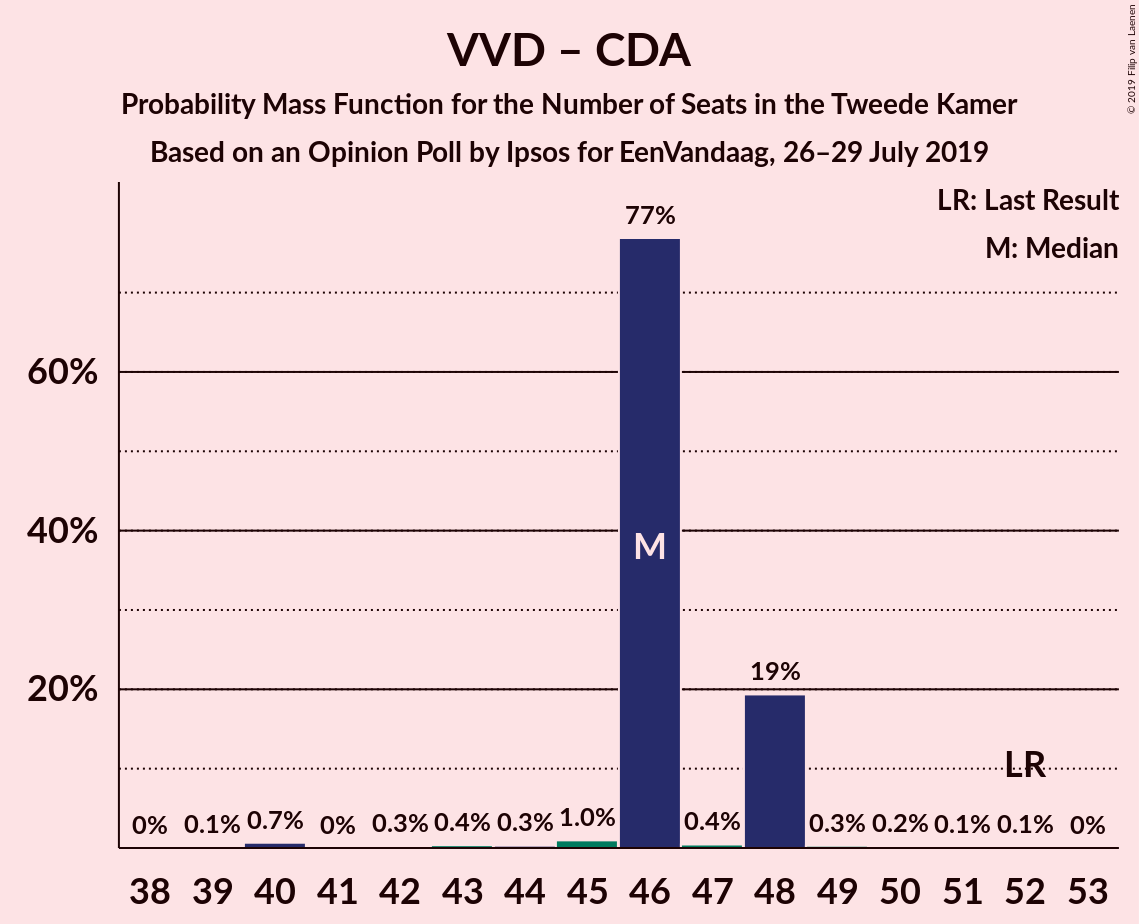 VVD – CDA
Probability Mass Function for the Number of Seats in the Tweede Kamer
Based on an Opinion Poll by Ipsos for EenVandaag, 26–29 July 2019
© 2019 Filip van Laenen
LR: Last Result
M: Median
77%
60%
40%
M
19%
20%
LR
0% 0.1% 0.7% 0% 0.3% 0.4% 0.3% 1.0% 0.4% 0.3% 0.2% 0.1% 0.1% 0%
38 39 40 41 42 43 44 45 46 47 48 49 50 51 52 53